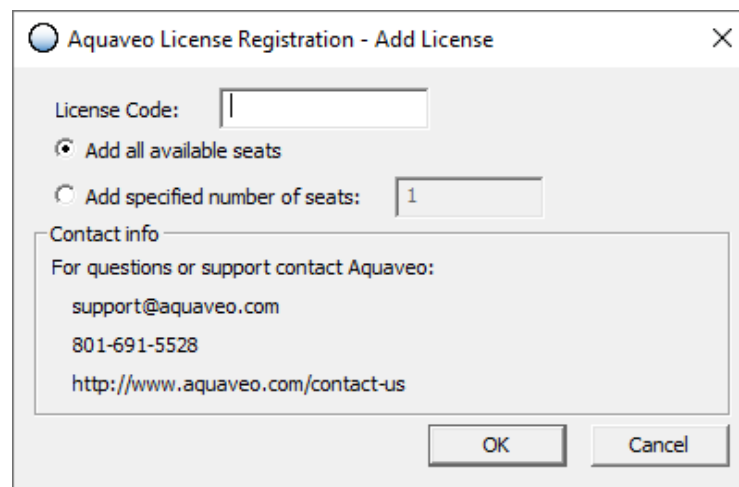 Aquaveo License Registration - Add License
License Code:
Add all available seats
Add specified number of seats: 1
Contact info
For questions or support contact Aquaveo:
support@aquaveo.com
801-691-5528
http://www.aquaveo.com/contact-us
OK Cancel